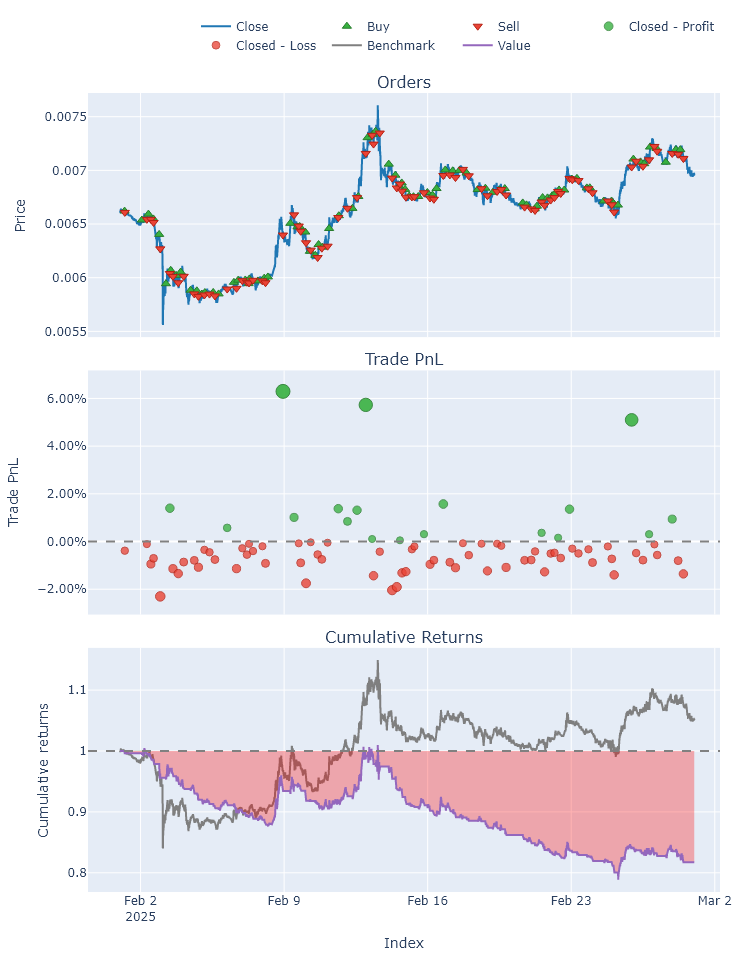 Close Buy Sell Closed - Profit
Closed - Loss Benchmark Value
Orders
0.0075
0.007
0.0065
0.006
0.0055
Price
Trade PnL
6.00%
4.00%
2.00%
0.00%
−2.00%
Trade PnL
Cumulative Returns
1.1
1
0.9
0.8
Cumulative returns
Feb 2 Feb 9 Feb 16 Feb 23 Mar 2
2025
Index